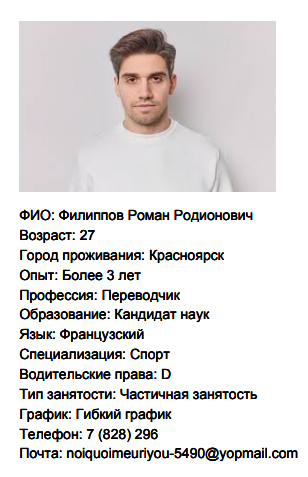 ФИО: Филиппов Роман Родионович
Возраст: 27
Город проживания: Красноярск
Опыт: Более 3 лет
Профессия: Переводчик
Образование: Кандидат наук
Язык: Французский
Специализация: Спорт
Водительские права: D
Тип занятости: Частичная занятость
График: Гибкий график
Телефон: 7 (828) 296
Почта: noiquoimeuriyou-5490@yopmail.com